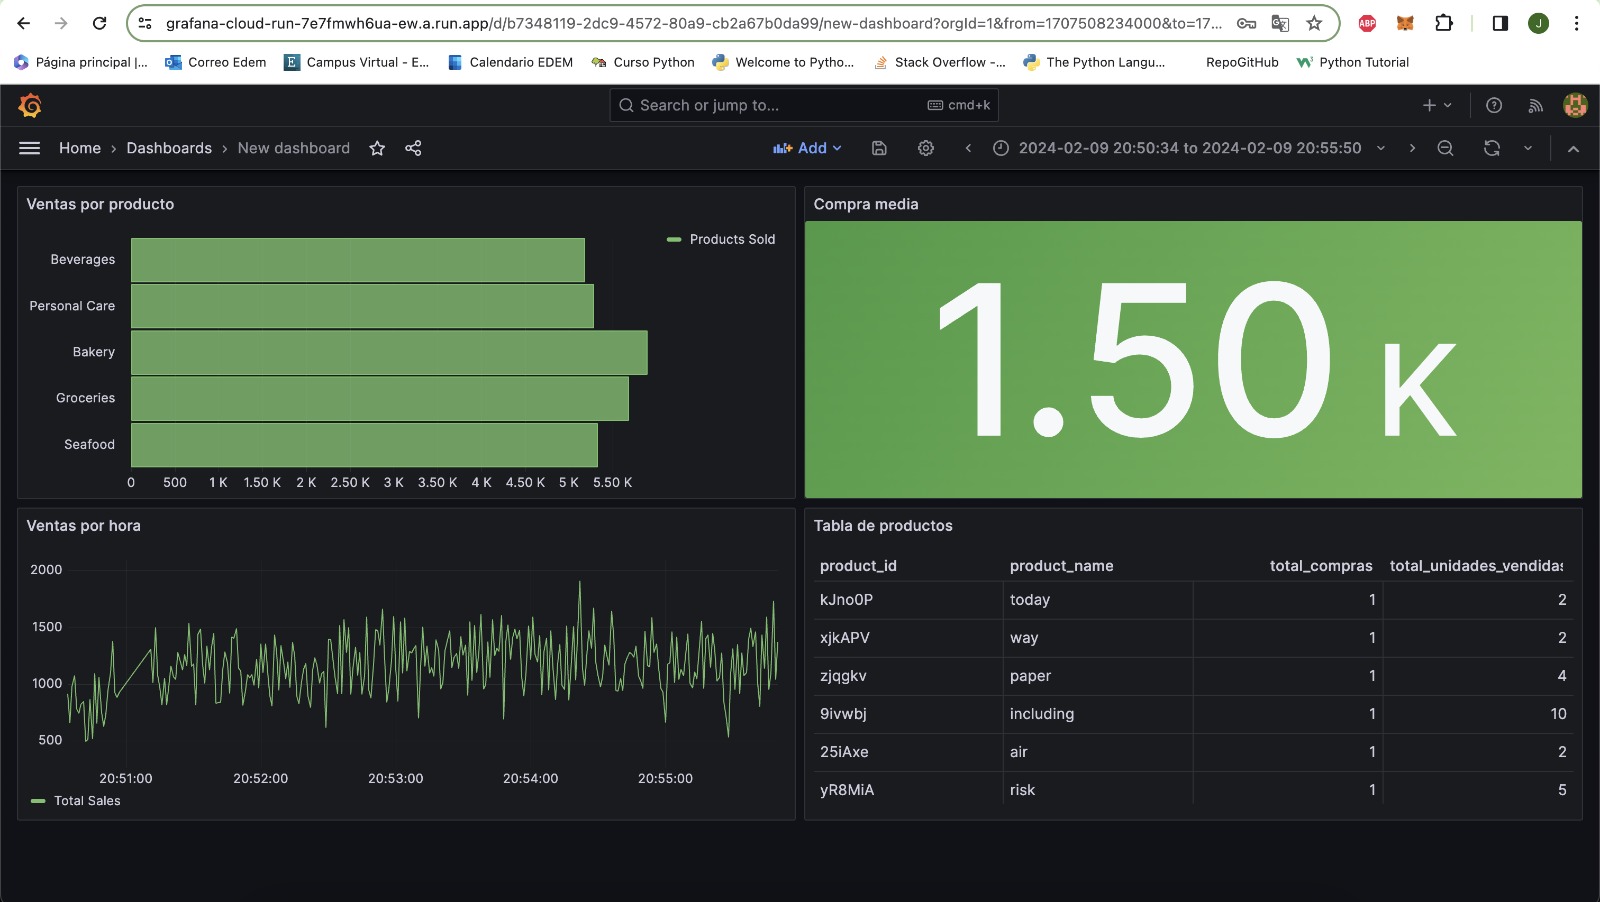 grafana-cloud-run-7e7fmwh6ua-ew.a.run.app/d/b7348119-2dc9-4572-80a9-cb2a67b0da99/new-dashboard?orgId=1&from=1707508234000&to=17...
ABP
J
Página principal |...
Correo Edem
Campus Virtual - E...
Calendario EDEM
Curso Python
Welcome to Pytho...
Stack Overflow -...
The Python Langu...
RepoGitHub
Python Tutorial
Search or jump to...
cmd+k
Home > Dashboards > New dashboard
Add
2024-02-09 20:50:34 to 2024-02-09 20:55:50
Ventas por producto
Products Sold
Beverages
Personal Care
Bakery
Groceries
Seafood
0 500 1 K 1.50 K 2 K 2.50 K 3 K 3.50 K 4 K 4.50 K 5 K 5.50 K
Compra media
1.50 K
Ventas por hora
2000
1500
1000
500
20:51:00 20:52:00 20:53:00 20:54:00 20:55:00
Total Sales
Tabla de productos
product_id product_name total_compras total_unidades_vendidas
kJno0P today 1 2
xjkAPV way 1 2
zjqgkv paper 1 4
9ivwbj including 1 10
25iAxe air 1 2
yR8MiA risk 1 5